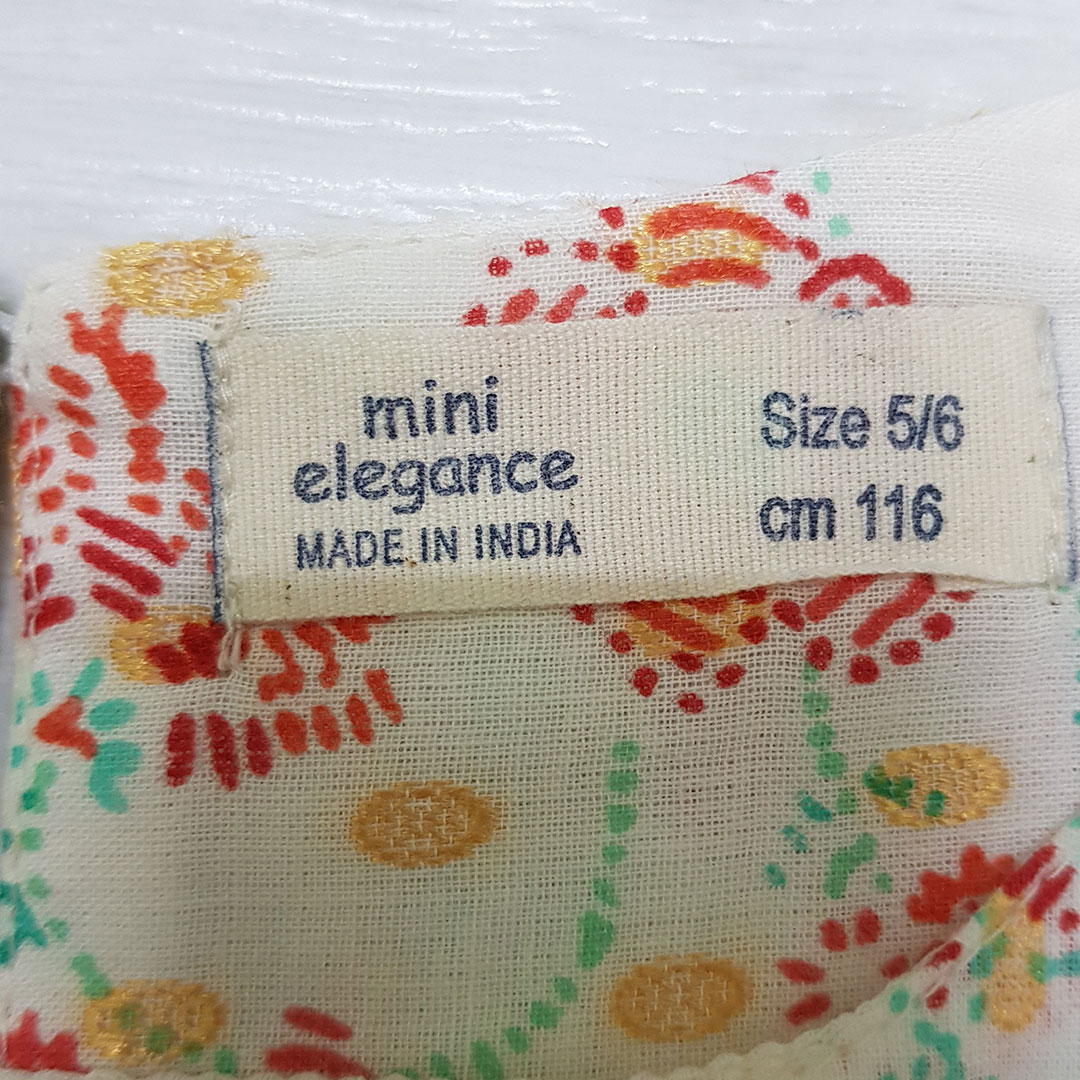 mini
elegance
MADE IN INDIA
Size 5/6
cm 116